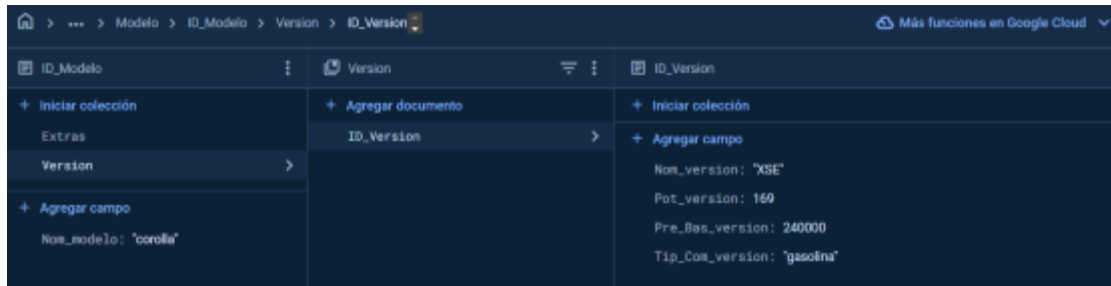 > ... > Modelo > ID_Modelo > Version > ID_Version
Más funciones en Google Cloud
ID_Modelo
Version
ID_Version
+ Iniciar colección
Extras
Version >
+ Agregar campo
Nom_modelo: "corolla"
+ Agregar documento
ID_Version >
+ Iniciar colección
+ Agregar campo
Nom_version: "XSE"
Pot_version: 169
Pre_Bas_version: 240000
Tip_Com_version: "gasolina"